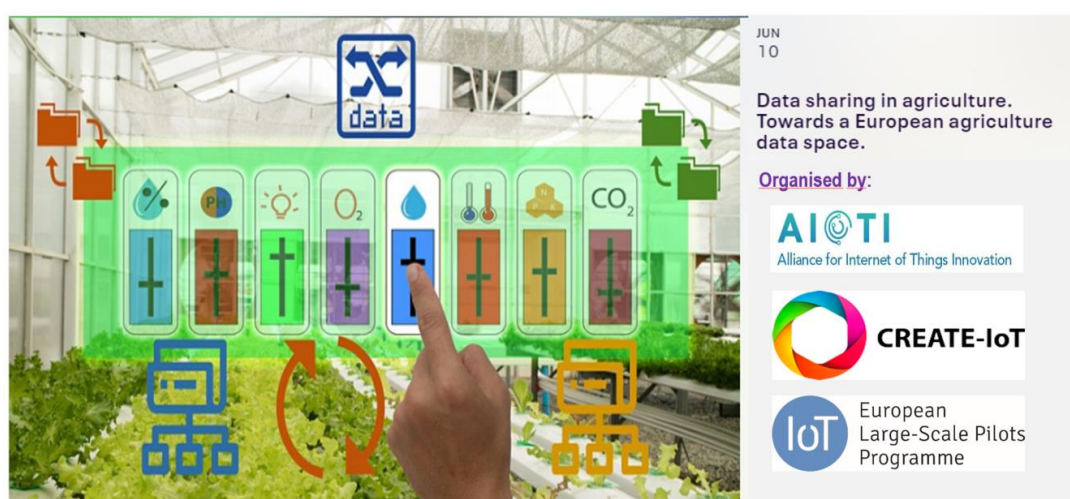 data
PH
O2
N
P K
CO2
JUN
10
Data sharing in agriculture.
Towards a European agriculture
data space.
Organised by:
AIOTI
Alliance for Internet of Things Innovation
CREATE-IoT
IoT
European
Large-Scale Pilots
Programme